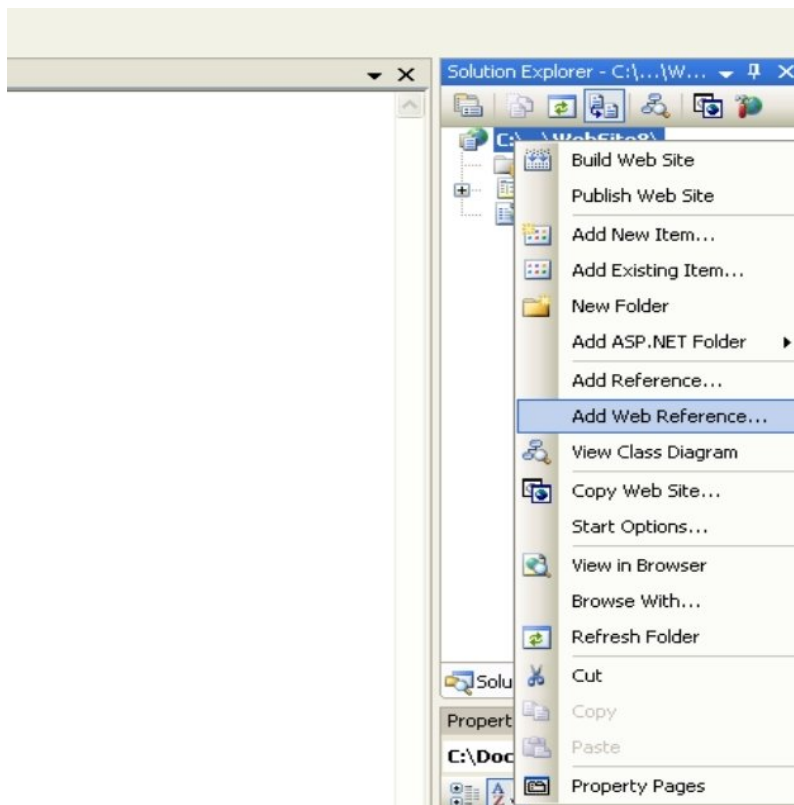 Solution Explorer - C:\...\W...
C:\...\WebSite8\
Build Web Site
Publish Web Site
Add New Item...
Add Existing Item...
New Folder
Add ASP.NET Folder
Add Reference...
Add Web Reference...
View Class Diagram
Copy Web Site...
Start Options...
View in Browser
Browse With...
Refresh Folder
Solu
Cut
Propert
Copy
Paste
C:\Doc
Property Pages